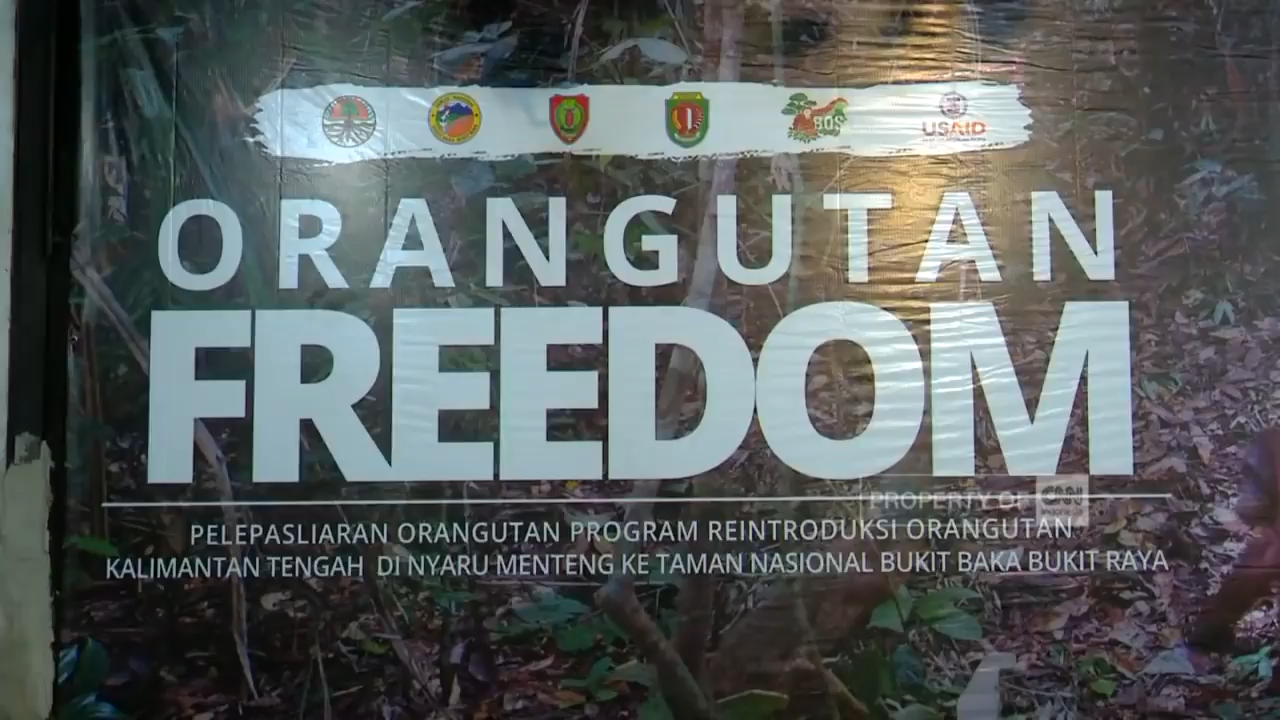 BOS
USAID
ORANGUTAN
FREEDOM
PROPERTY OF CNN
PELEPASLIARAN ORANGUTAN PROGRAM REINTRODUKSI ORANGUTAN
KALIMANTAN TENGAH DI NYARU MENTENG KE TAMAN NASIONAL BUKIT BAKA BUKIT RAYA